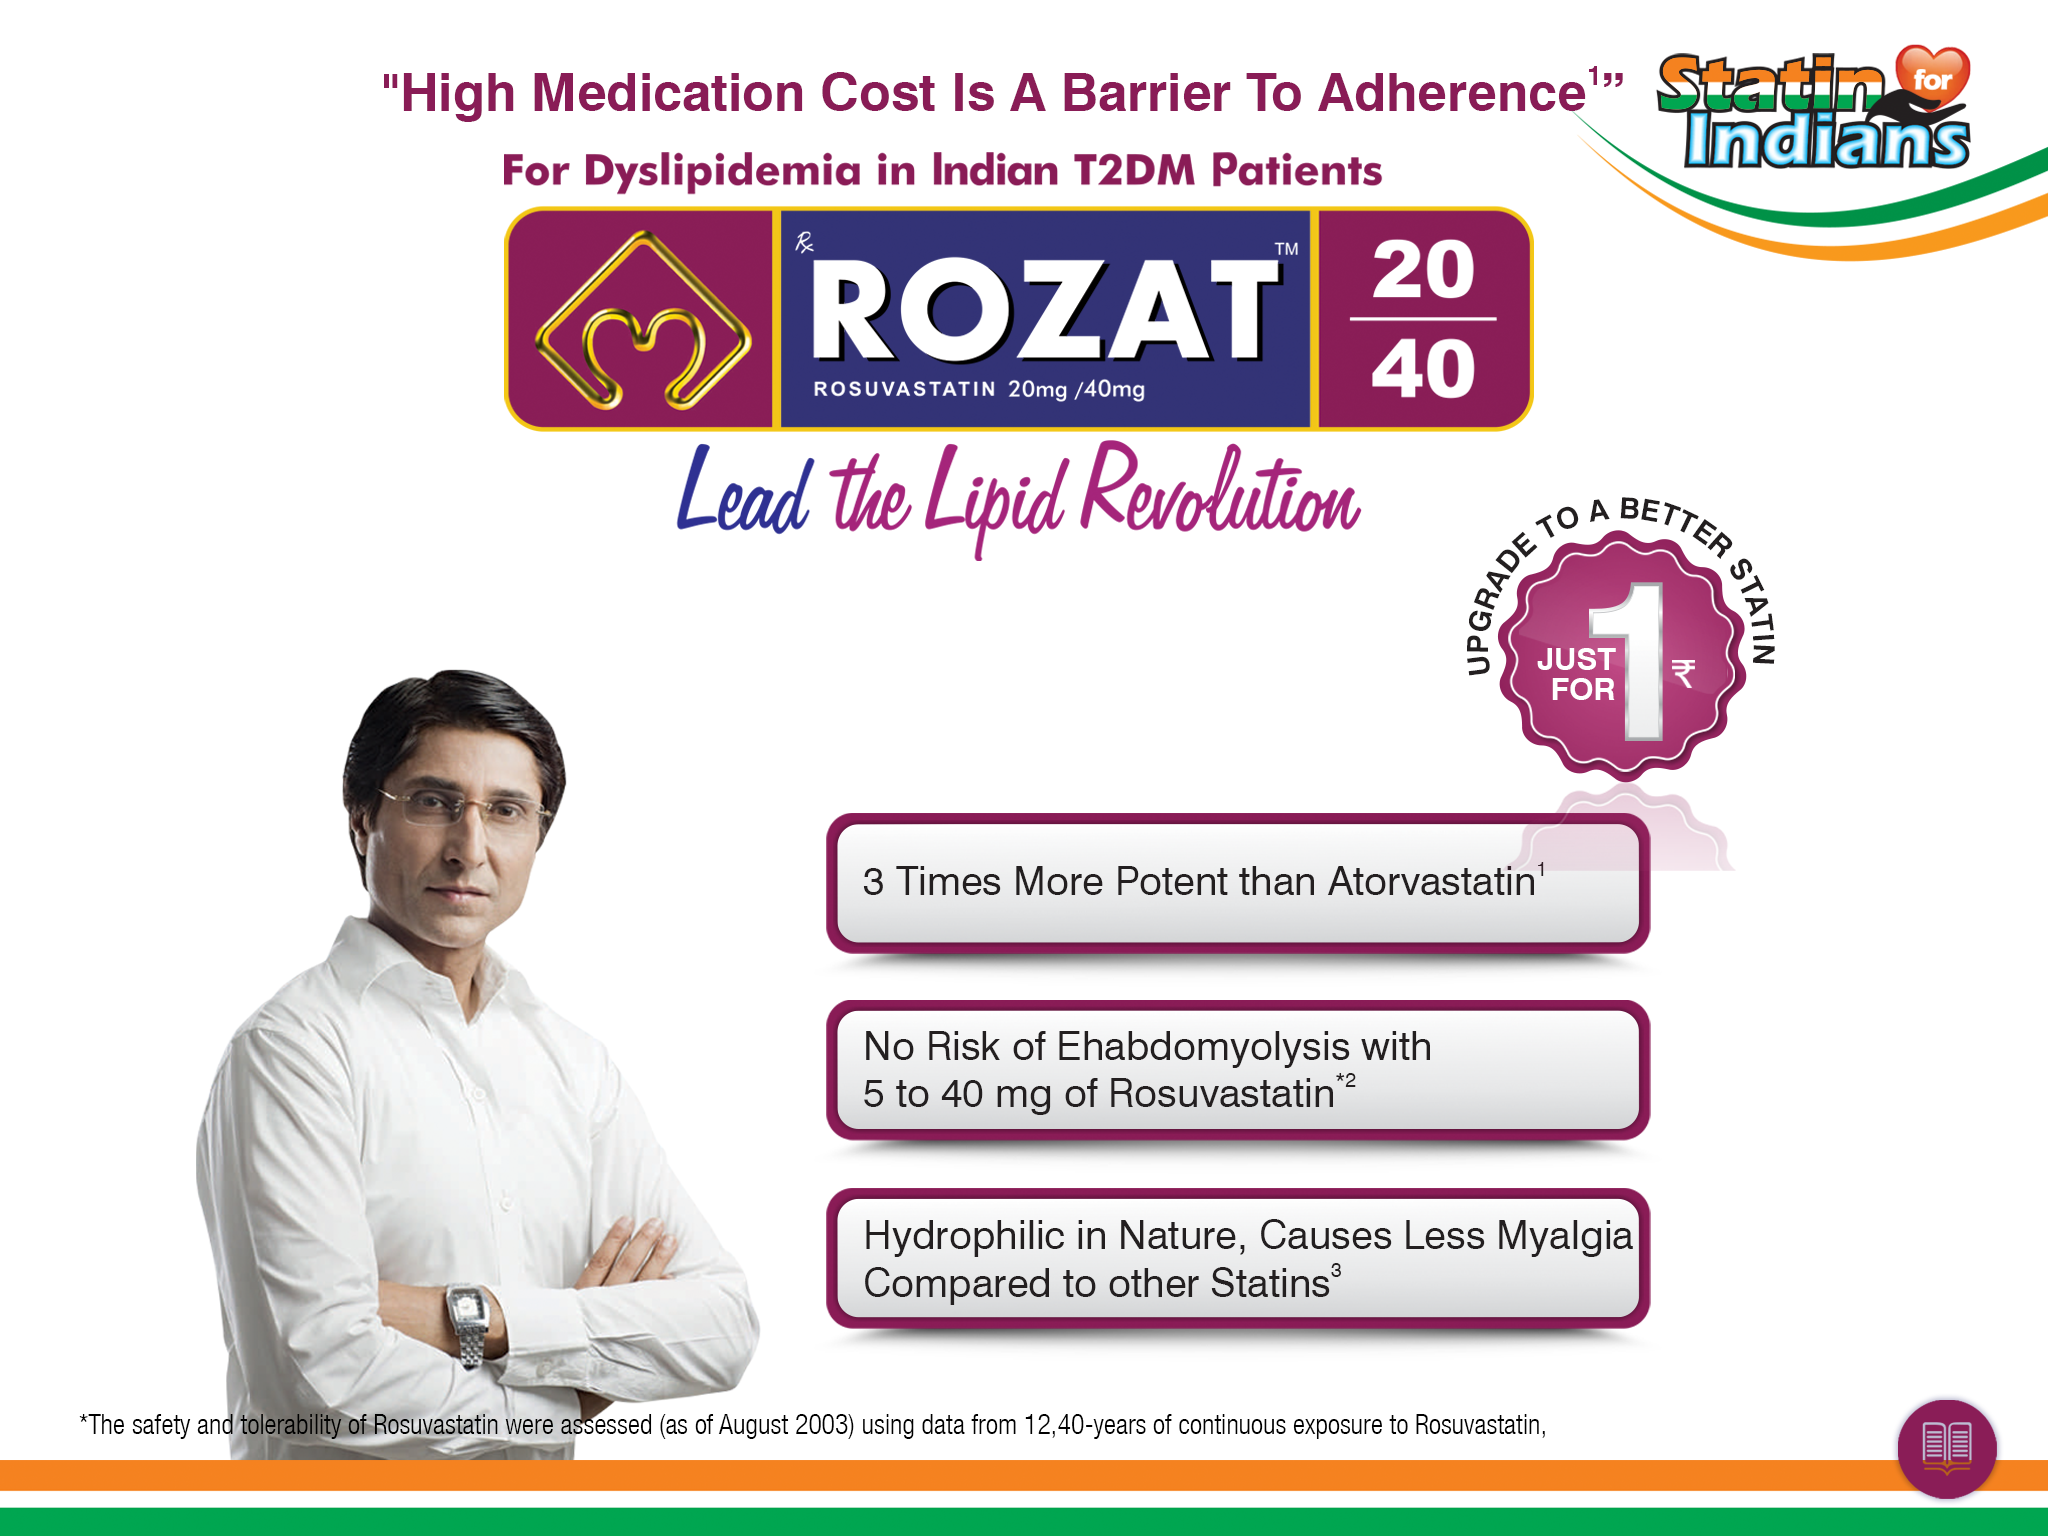 "High Medication Cost Is A Barrier To Adherence1”
Statin for
Indians
For Dyslipidemia in Indian T2DM Patients
Rx ROZAT™
ROSUVASTATIN 20mg /40mg
20
40
Lead the Lipid Revolution
UPGRADE TO A BETTER STATIN
JUST
FOR
1 ₹
3 Times More Potent than Atorvastatin1
No Risk of Ehabdomyolysis with
5 to 40 mg of Rosuvastatin*2
Hydrophilic in Nature, Causes Less Myalgia
Compared to other Statins3
*The safety and tolerability of Rosuvastatin were assessed (as of August 2003) using data from 12,40-years of continuous exposure to Rosuvastatin,